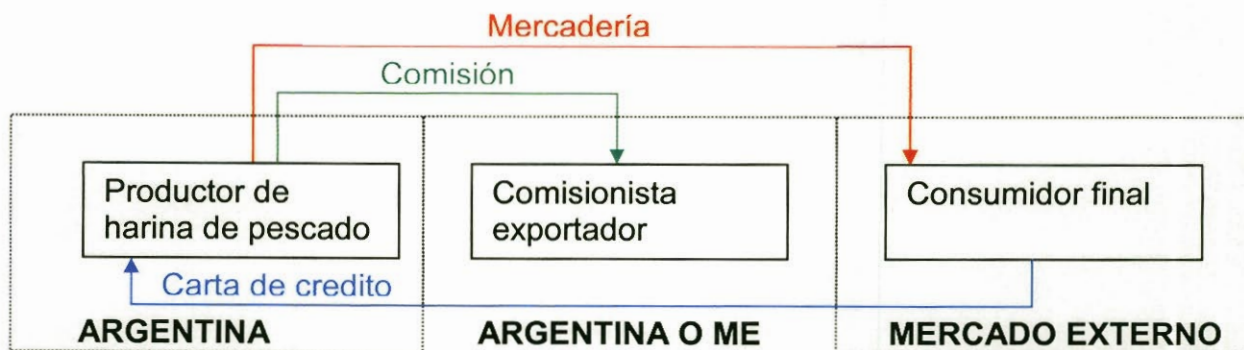 Mercadería
Comisión
Productor de
harina de pescado
Comisionista
exportador
Consumidor final
Carta de credito
ARGENTINA
ARGENTINA O ME
MERCADO EXTERNO